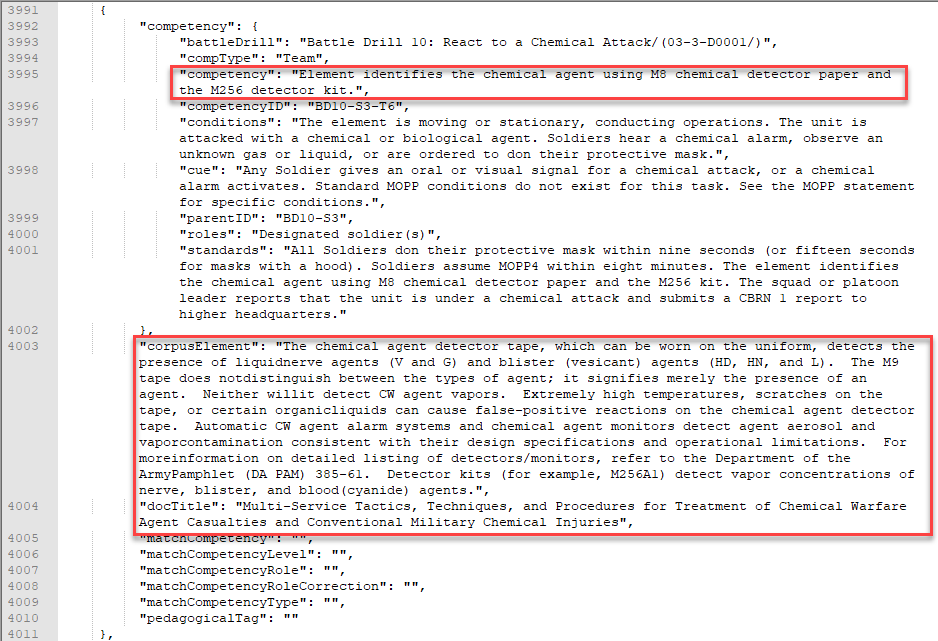 3991 {
3992 "competency": {
3993 "battleDrill": "Battle Drill 10: React to a Chemical Attack/(03-3-D0001/)",
3994 "compType": "Team",
3995 "competency": "Element identifies the chemical agent using M8 chemical detector paper and
the M256 detector kit.",
3996 "competencyID": "BD10-S3-T6",
3997 "conditions": "The element is moving or stationary, conducting operations. The unit is
attacked with a chemical or biological agent. Soldiers hear a chemical alarm, observe an
unknown gas or liquid, or are ordered to don their protective mask.",
3998 "cue": "Any Soldier gives an oral or visual signal for a chemical attack, or a chemical
alarm activates. Standard MOPP conditions do not exist for this task. See the MOPP statement
for specific conditions.",
3999 "parentID": "BD10-S3",
4000 "roles": "Designated soldier(s)",
4001 "standards": "All Soldiers don their protective mask within nine seconds (or fifteen seconds
for masks with a hood). Soldiers assume MOPP4 within eight minutes. The element identifies
the chemical agent using M8 chemical detector paper and the M256 kit. The squad or platoon
leader reports that the unit is under a chemical attack and submits a CBRN 1 report to
higher headquarters."
4002 },
4003 "corpusElement": "The chemical agent detector tape, which can be worn on the uniform, detects the
presence of liquidnerve agents (V and G) and blister (vesicant) agents (HD, HN, and L).  The M9
tape does notdistinguish between the types of agent; it signifies merely the presence of an
agent.  Neither willit detect CW agent vapors.  Extremely high temperatures, scratches on the
tape, or certain organicliquids can cause false-positive reactions on the chemical agent detector
tape.  Automatic CW agent alarm systems and chemical agent monitors detect agent aerosol and
vaporcontamination consistent with their design specifications and operational limitations.  For
moreinformation on detailed listing of detectors/monitors, refer to the Department of the
ArmyPamphlet (DA PAM) 385-61.  Detector kits (for example, M256A1) detect vapor concentrations of
nerve, blister, and blood(cyanide) agents.",
4004 "docTitle": "Multi-Service Tactics, Techniques, and Procedures for Treatment of Chemical Warfare
Agent Casualties and Conventional Military Chemical Injuries",
4005 "matchCompetency": "",
4006 "matchCompetencyLevel": "",
4007 "matchCompetencyRole": "",
4008 "matchCompetencyRoleCorrection": "",
4009 "matchCompetencyType": "",
4010 "pedagogicalTag": ""
4011 },